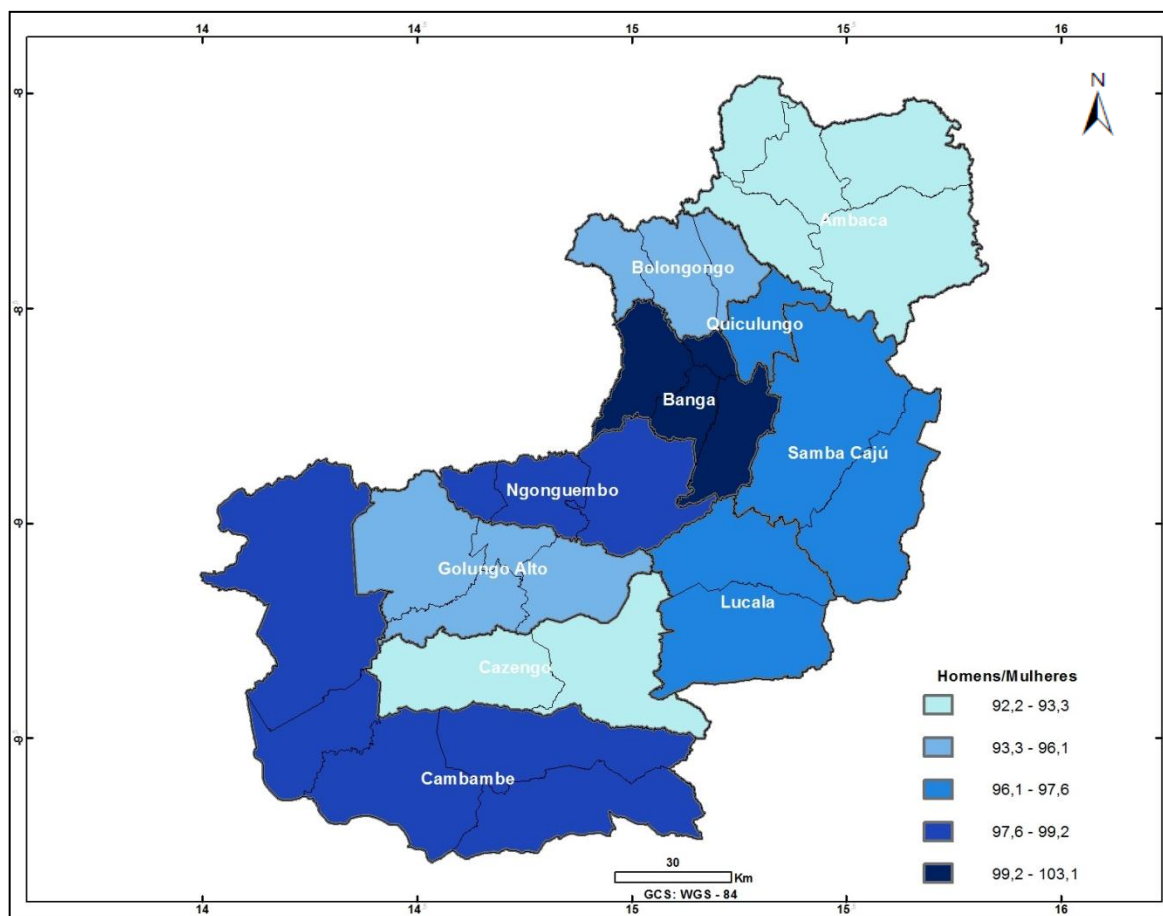 14 14 15 15 16
N
-8
Ambaca
Bolongongo
-8
Quiculungo
Banga
Samba Cajú
Ngonguembo
-9
Golungo Alto
Lucala
Cazengo
-9
Cambambe
Homens/Mulheres
92,2 - 93,3
93,3 - 96,1
96,1 - 97,6
97,6 - 99,2
99,2 - 103,1
30
Km
GCS: WGS - 84
14 14 15 15 16